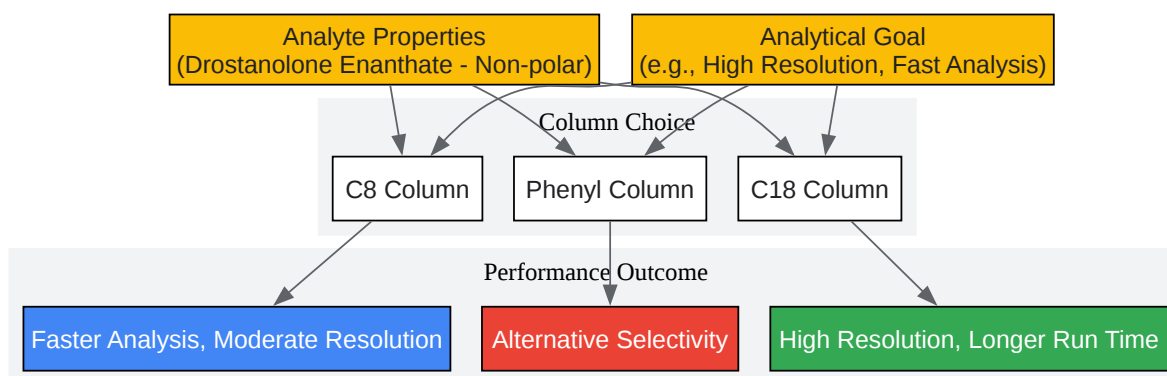 Analyte Properties
(Drostanolone Enanthate - Non-polar)
Analytical Goal
(e.g., High Resolution, Fast Analysis)
Column Choice
C8 Column
Phenyl Column
C18 Column
Performance Outcome
Faster Analysis, Moderate Resolution
Alternative Selectivity
High Resolution, Longer Run Time